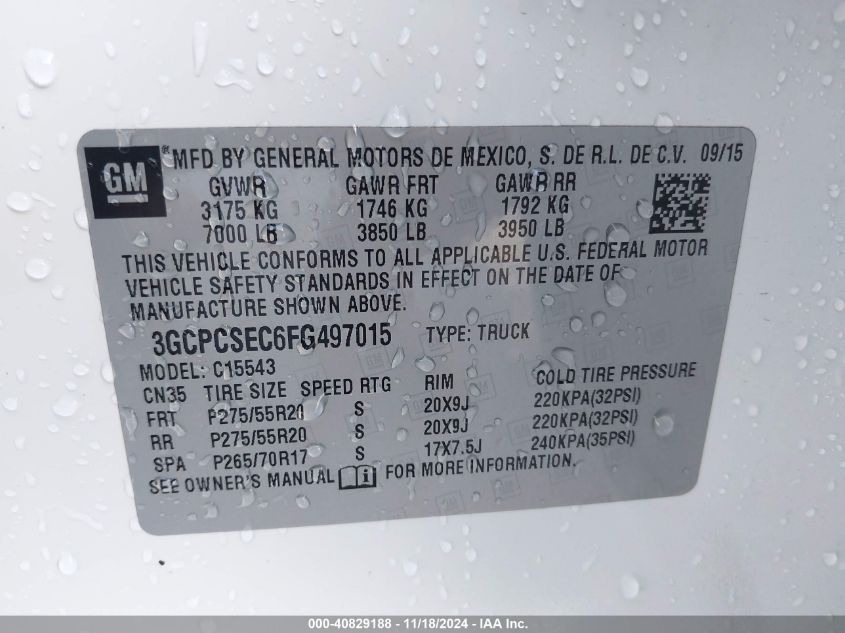 GM
® MFD BY GENERAL MOTORS DE MEXICO, S. DE R.L. DE C.V. 09/15
GVWR GAWR FRT GAWR RR
3175 KG 1746 KG 1792 KG
7000 LB 3850 LB 3950 LB
THIS VEHICLE CONFORMS TO ALL APPLICABLE U.S. FEDERAL MOTOR
VEHICLE SAFETY STANDARDS IN EFFECT ON THE DATE OF
MANUFACTURE SHOWN ABOVE.
3GCPCSEC6FG497015 TYPE: TRUCK
MODEL: C15543
CN35 TIRE SIZE SPEED RTG RIM COLD TIRE PRESSURE
FRT P275/55R20 S 20X9J 220KPA(32PSI)
RR P275/55R20 S 20X9J 220KPA(32PSI)
SPA P265/70R17 S 17X7.5J 240KPA(35PSI)
SEE OWNER'S MANUAL FOR MORE INFORMATION.
000-40829188 - 11/18/2024 - IAA Inc.